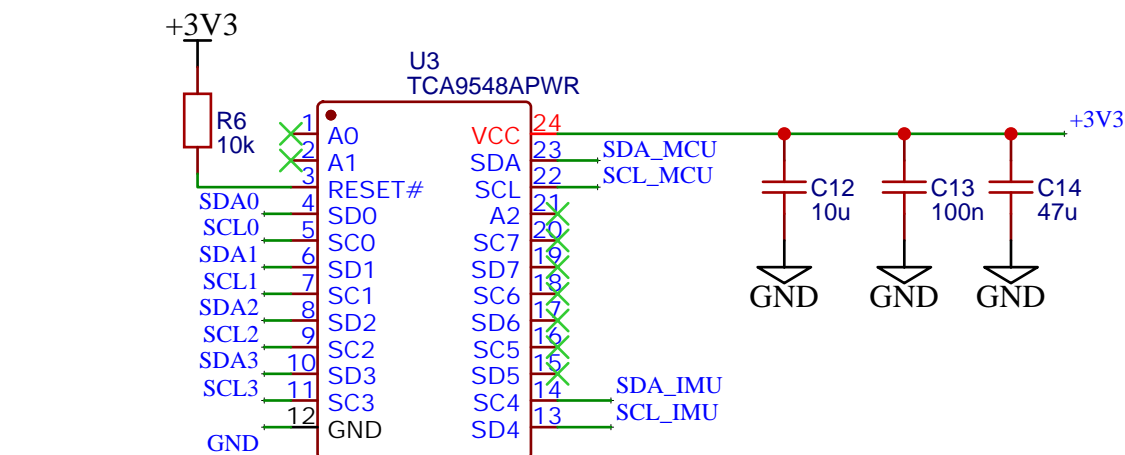 +3V3
U3
TCA9548APWR
R6
10k
+3V3
1 A0
2 A1
3 RESET#
SDA0 4 SD0
SCL0 5 SC0
SDA1 6 SD1
SCL1 7 SC1
SDA2 8 SD2
SCL2 9 SC2
SDA3 10 SD3
SCL3 11 SC3
GND 12 GND
VCC 24
SDA 23 SDA_MCU
SCL 22 SCL_MCU
A2 21
SC7 20
SD7 19
SC6 18
SD6 17
SC5 16
SD5 15
SC4 14 SDA_IMU
SD4 13 SCL_IMU
C12
10u
C13
100n
C14
47u
GND
GND
GND